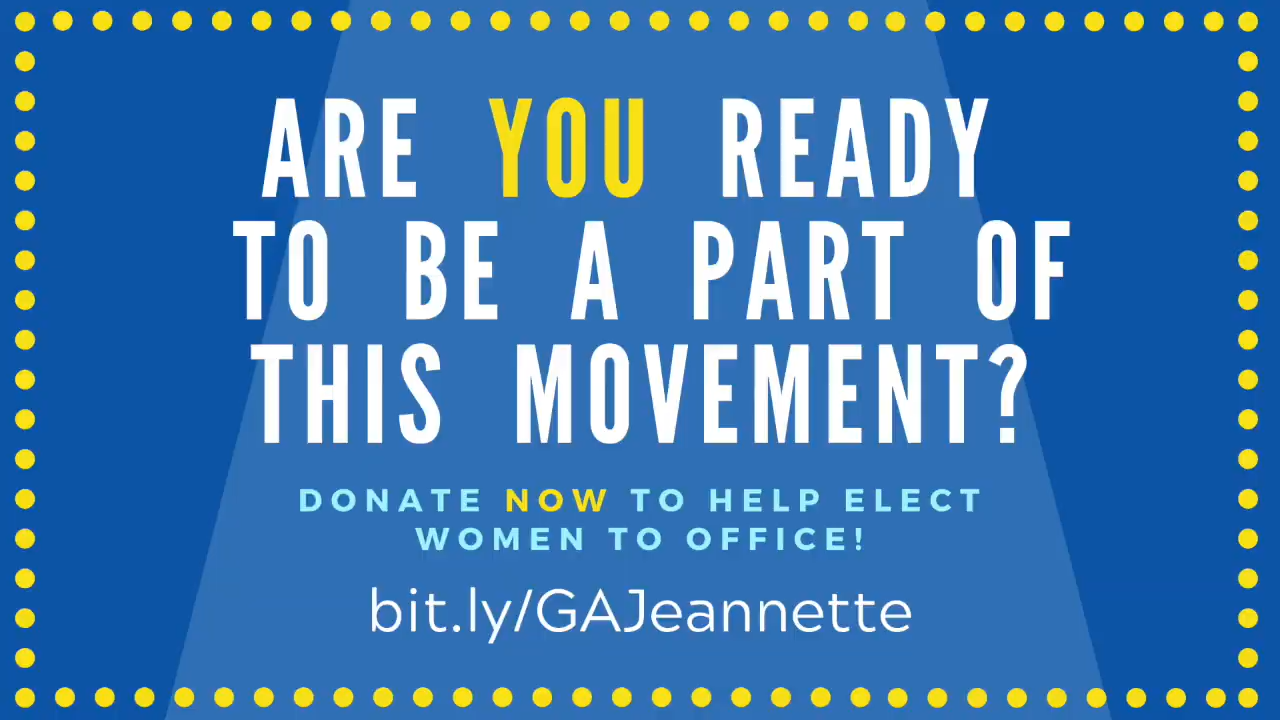 ARE YOU READY
TO BE A PART OF
THIS MOVEMENT?
DONATE NOW TO HELP ELECT
WOMEN TO OFFICE!
bit.ly/GAJeannette